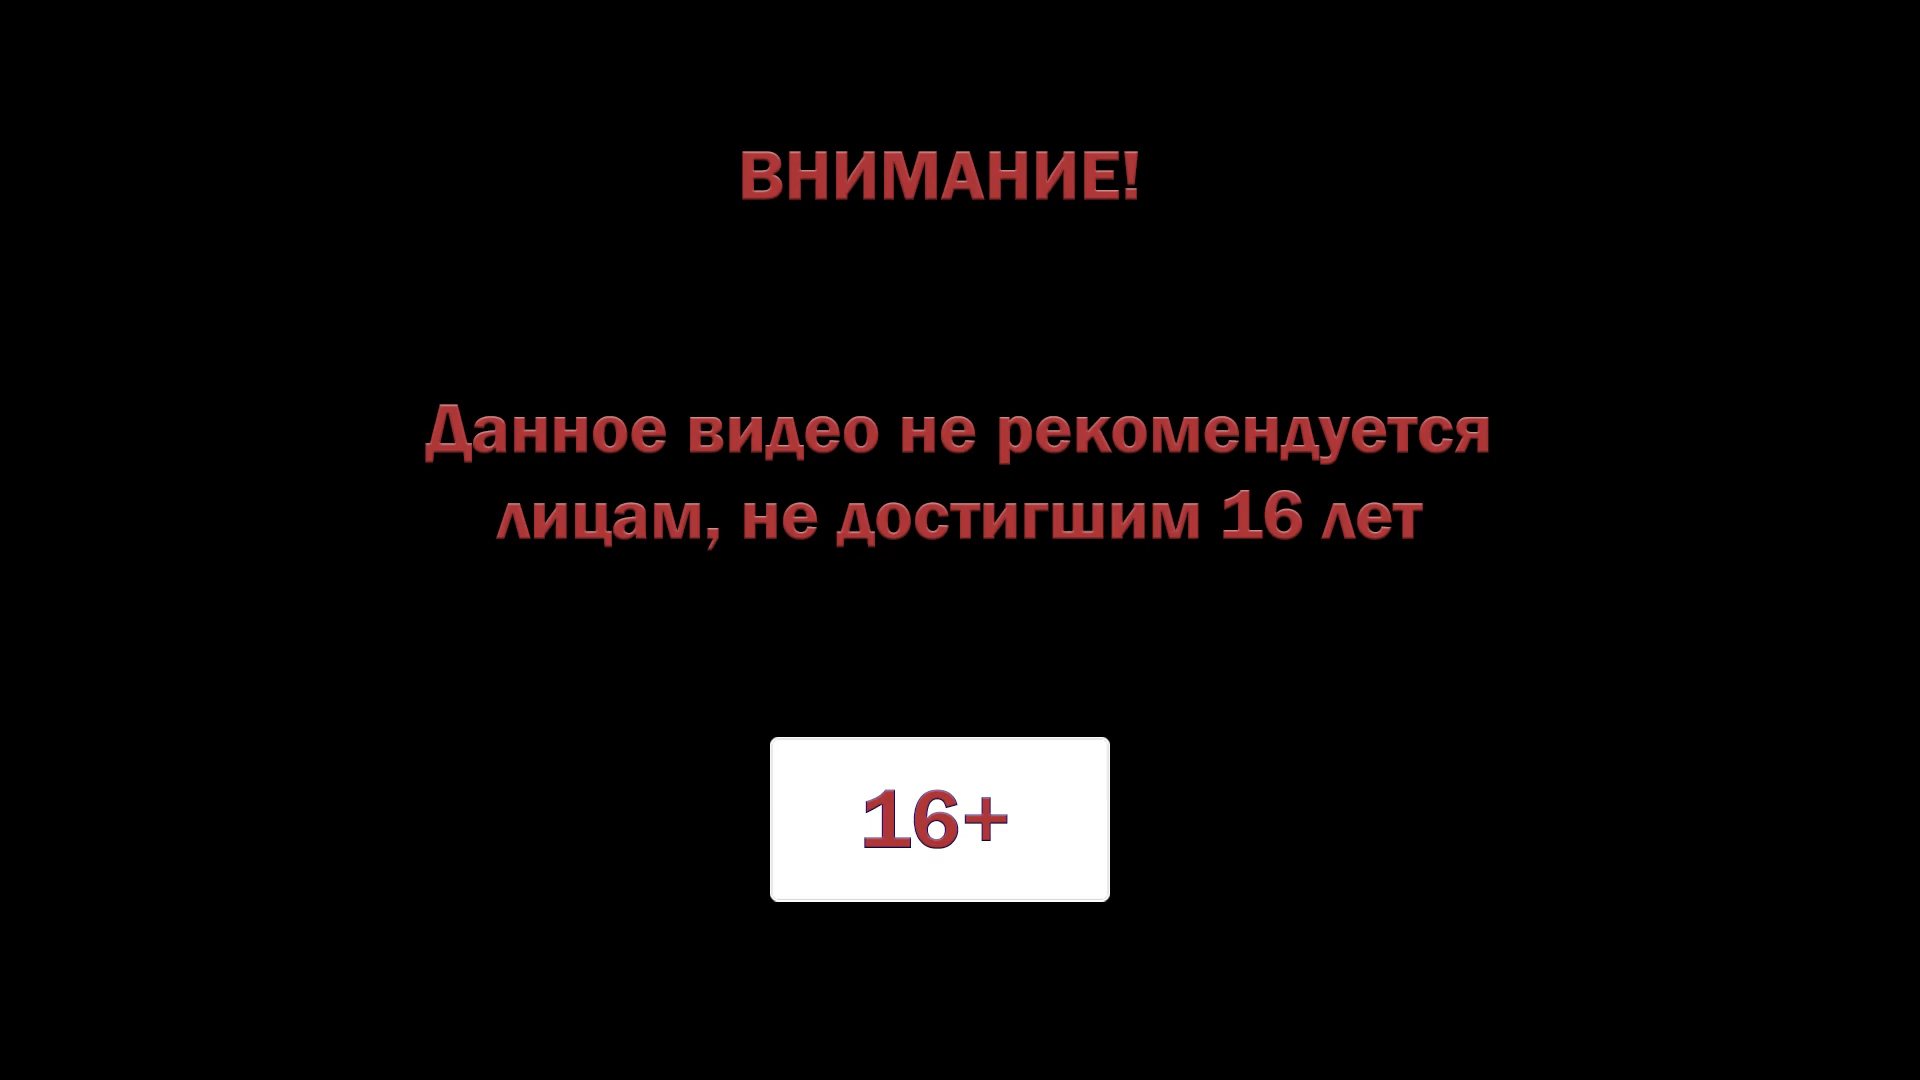 ВНИМАНИЕ!
Данное видео не рекомендуется
лицам, не достигшим 16 лет
16+